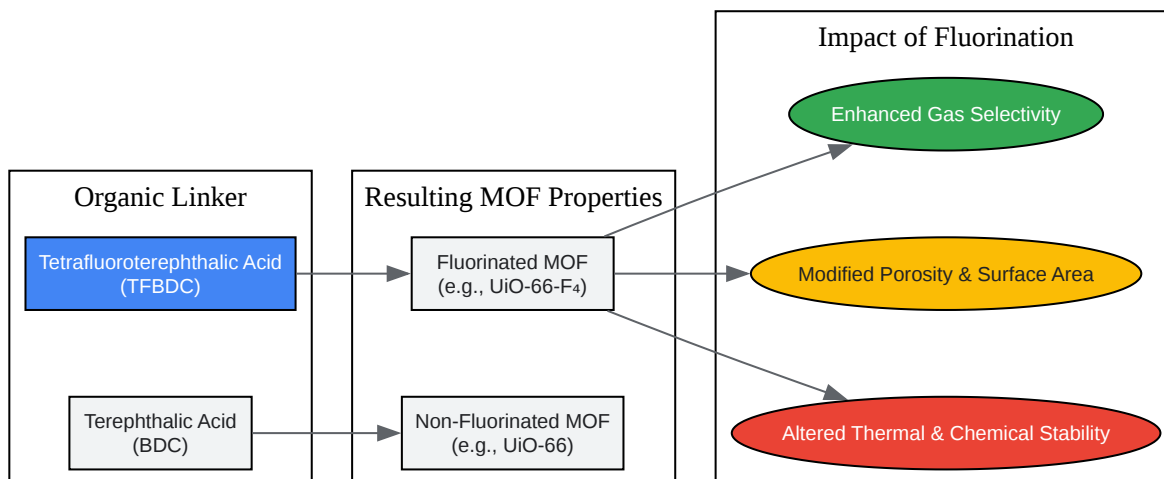 Impact of Fluorination
Enhanced Gas Selectivity
Organic Linker
Resulting MOF Properties
Tetrafluoroterephthalic Acid
(TFBDC)
Fluorinated MOF
(e.g., UiO-66-F₄)
Modified Porosity & Surface Area
Terephthalic Acid
(BDC)
Non-Fluorinated MOF
(e.g., UiO-66)
Altered Thermal & Chemical Stability